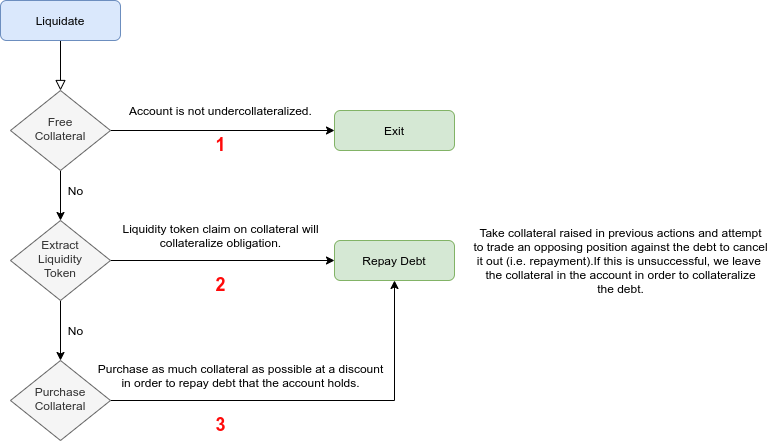 Liquidate
Free
Collateral
Account is not undercollateralized.
1
Exit
No
Extract
Liquidity
Token
Liquidity token claim on collateral will
collateralize obligation.
2
Repay Debt
Take collateral raised in previous actions and attempt
to trade an opposing position against the debt to cancel
it out (i.e. repayment).If this is unsuccessful, we leave
the collateral in the account in order to collateralize
the debt.
No
Purchase
Collateral
Purchase as much collateral as possible at a discount
in order to repay debt that the account holds.
3